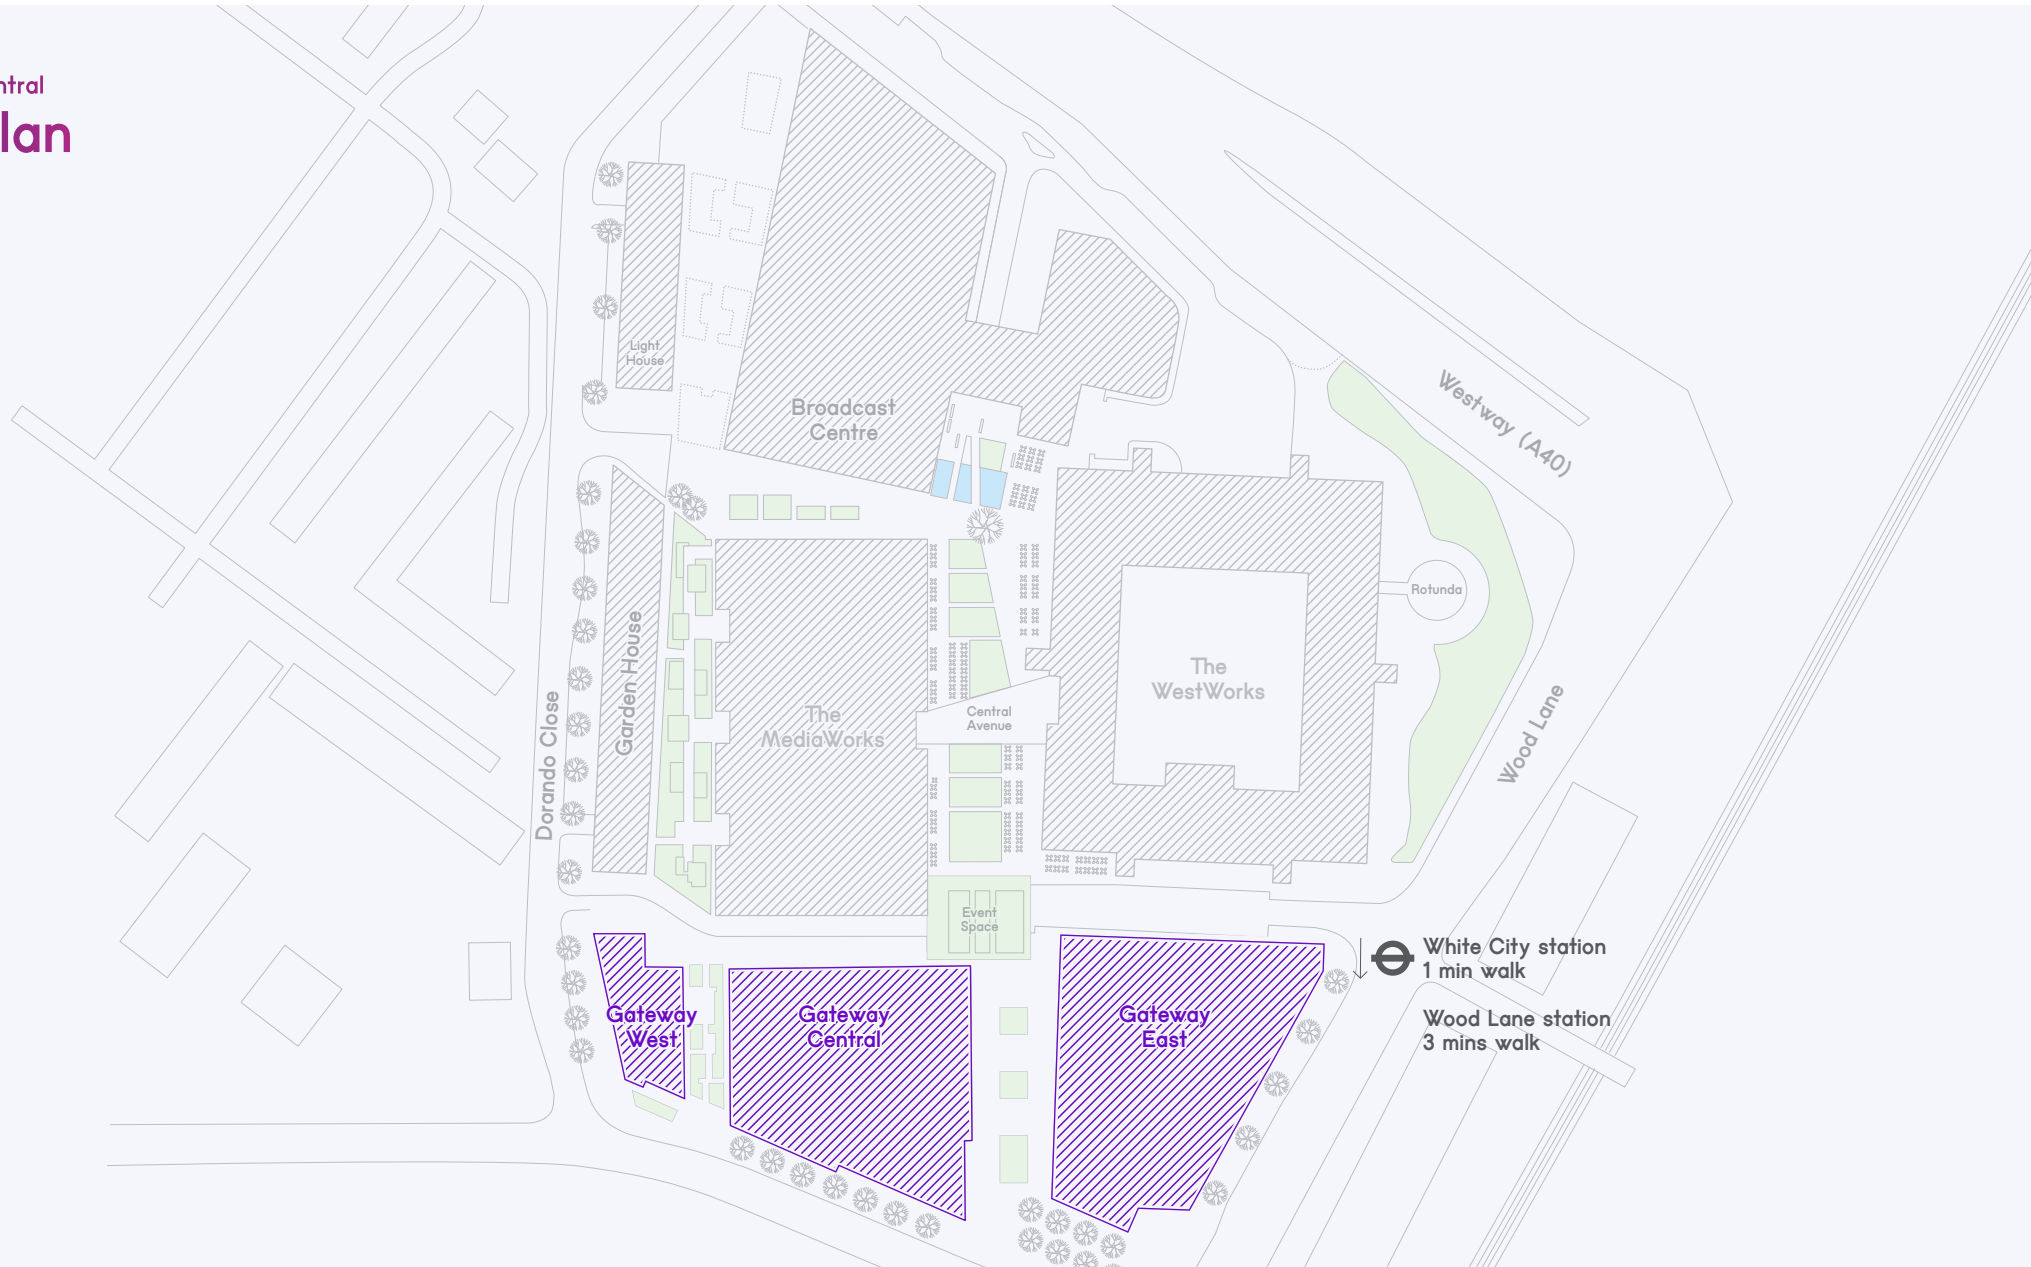 ntral
lan
Light
House
Broadcast
Centre
Westway (A40)
Rotunda
Garden House
The
WestWorks
The
MediaWorks
Central
Avenue
Dorando Close
Wood Lane
Event
Space
White City station
1 min walk
Gateway
West
Gateway
Central
Gateway
East
Wood Lane station
3 mins walk